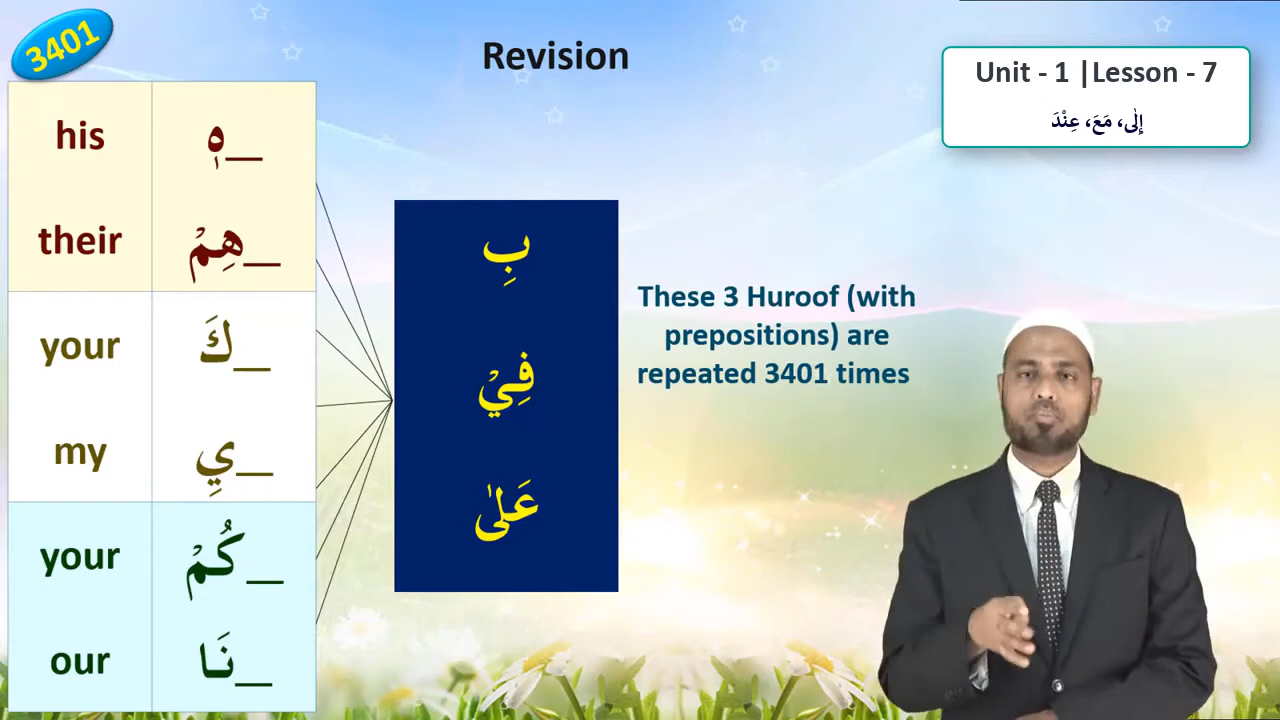 3401
Revision
Unit - 1 |Lesson - 7
إِلٰى، مَعَ، عِنْدَ
his ـــهٖ
their ـــهِمْ
your ـــكَ
my ـــيِ
your ـــكُمْ
our ـــنَا
بِ
فِيْ
عَلىٰ
These 3 Huroof (with
prepositions) are
repeated 3401 times